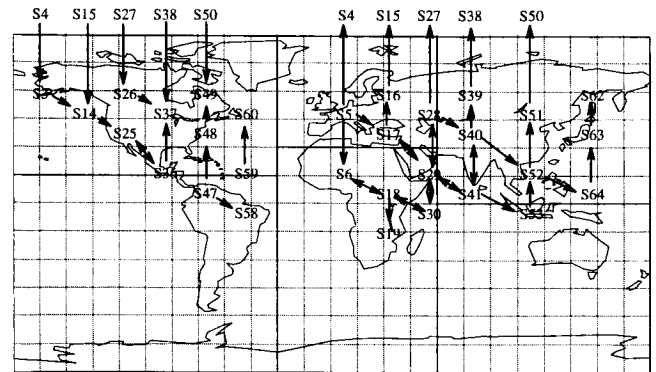 S4 S15 S27 S38 S50 S4 S15 S27 S38 S50
S3 S26 S49 S16 S39 S62
S14 S37 S60 S5 S28 S51
S25 S48 S17 S40 S63
S36 S59 S6 S29 S52
S47 S18 S41 S64
S58 S30 S53
S19